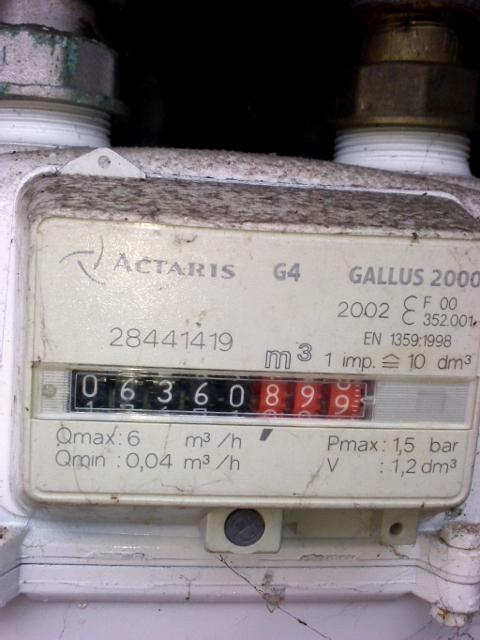 ACTARIS G4 GALLUS 2000
2002 ε F 00
ε 352.001
28441419 EN 1359:1998
m³ 1 imp. ≙ 10 dm³
06360899
Qmax: 6 m³/h Pmax: 1,5 bar
Qmin : 0,04 m³/h V : 1,2 dm³